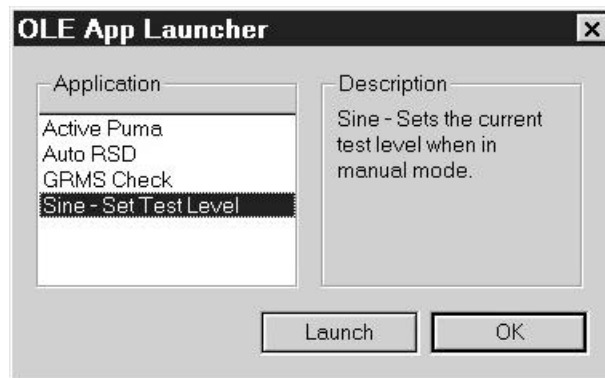 OLE App Launcher
Application
Active Puma
Auto RSD
GRMS Check
Sine - Set Test Level
Description
Sine - Sets the current
test level when in
manual mode.
Launch
OK